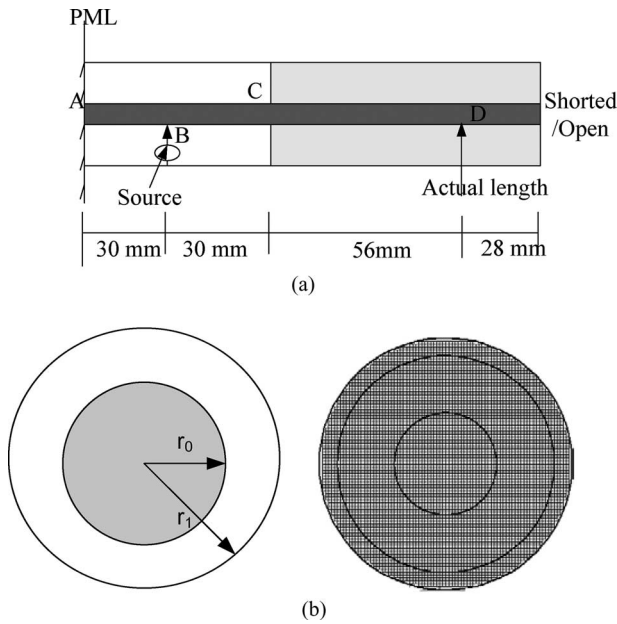 PML
A
C
B
D
Shorted
/Open
Source
Actual length
30 mm
30 mm
56mm
28 mm
(a)
r0
r1
(b)